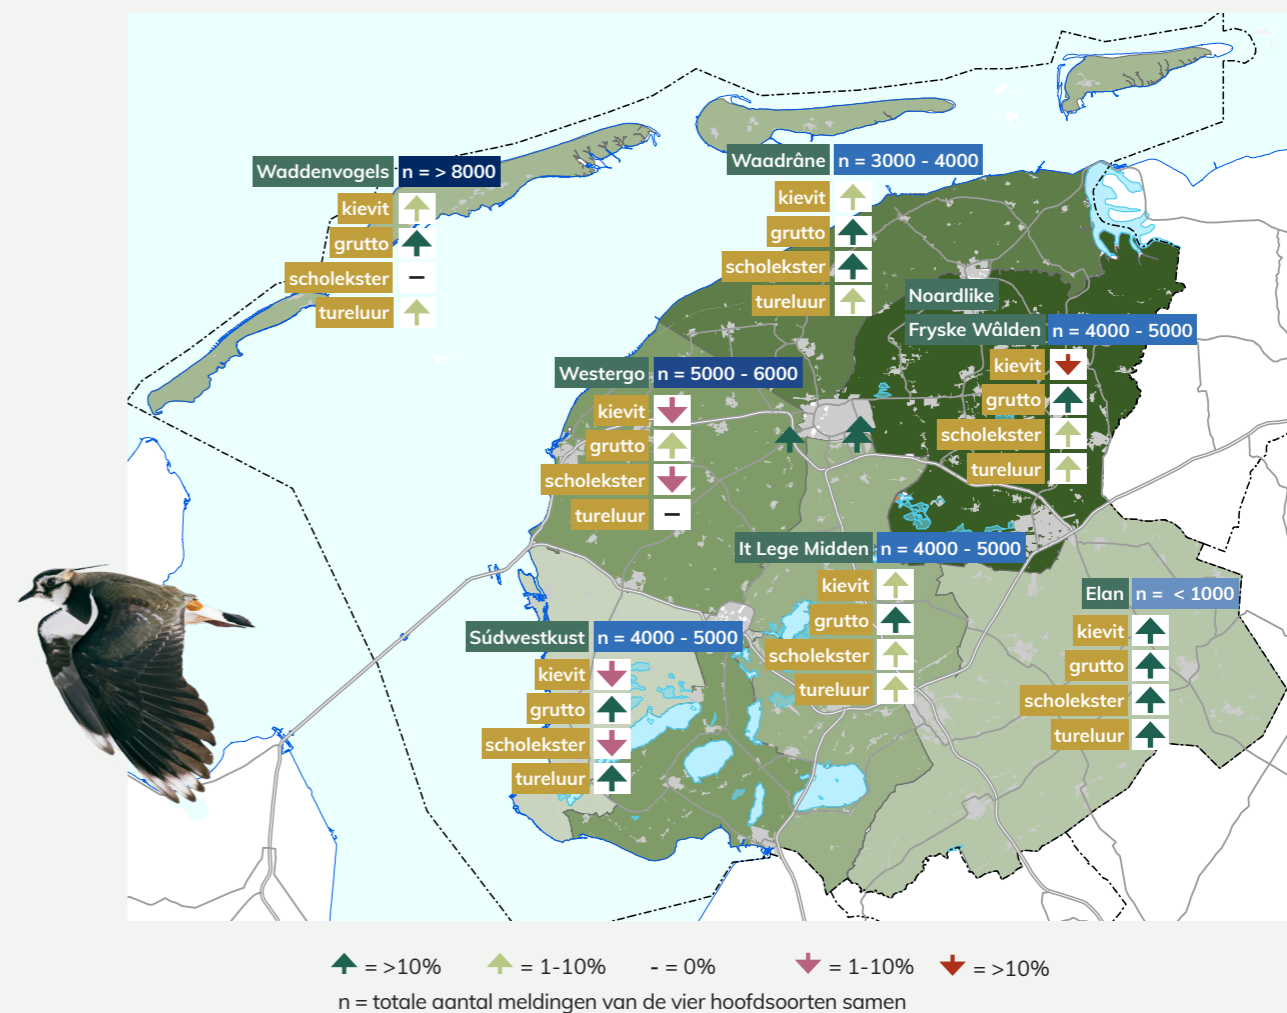 Waddenvogels n = > 8000
kievit
grutto
scholekster –
tureluur
Waadrâne n = 3000 - 4000
kievit
grutto
scholekster
tureluur
Noardlike
Fryske Wâlden n = 4000 - 5000
kievit
grutto
scholekster
tureluur
Westergo n = 5000 - 6000
kievit
grutto
scholekster
tureluur –
It Lege Midden n = 4000 - 5000
kievit
grutto
scholekster
tureluur
Elan n = < 1000
kievit
grutto
scholekster
tureluur
Súdwestkust n = 4000 - 5000
kievit
grutto
scholekster
tureluur
= >10% = 1-10% - = 0% = 1-10% = >10%
n = totale aantal meldingen van de vier hoofdsoorten samen